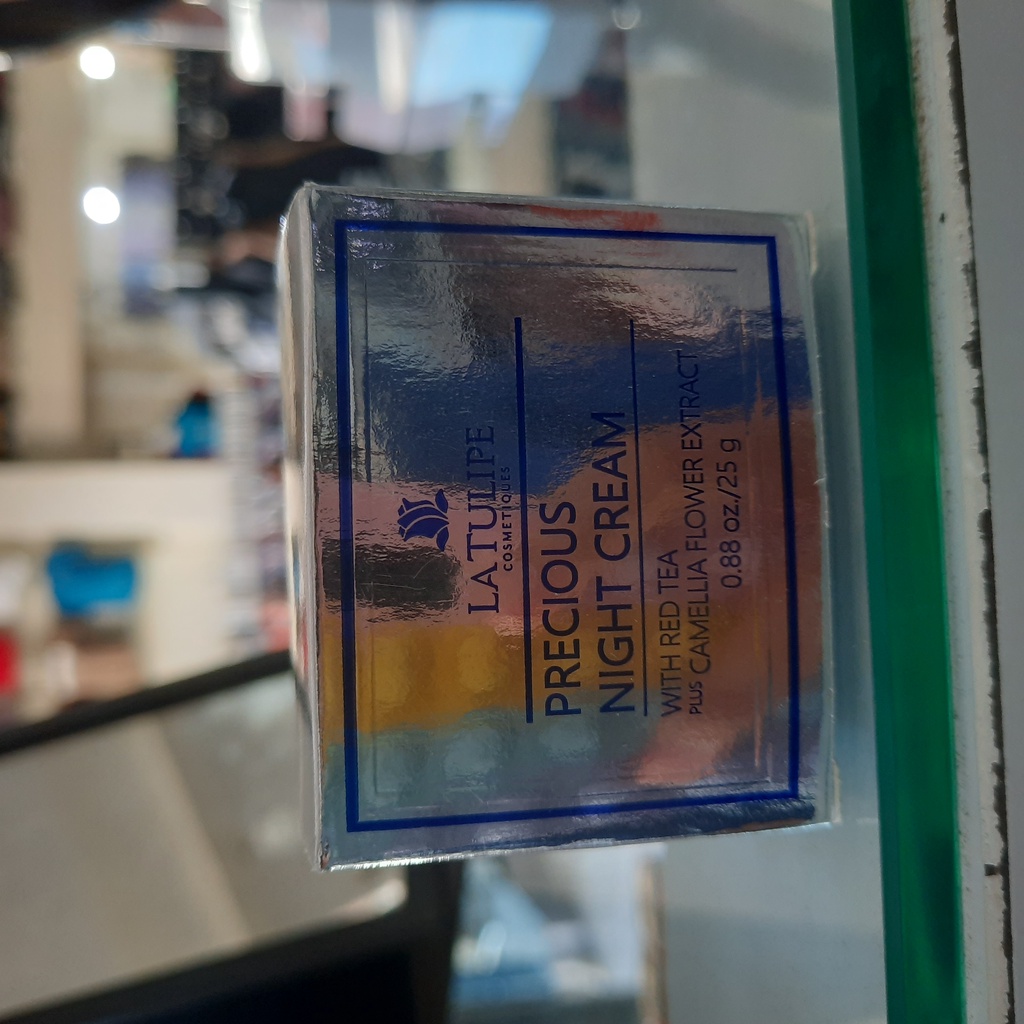 LA TULIPE
COSMETIQUES
PRECIOUS
NIGHT CREAM
WITH RED TEA
PLUS CAMELLIA FLOWER EXTRACT
0.88 oz./25 g